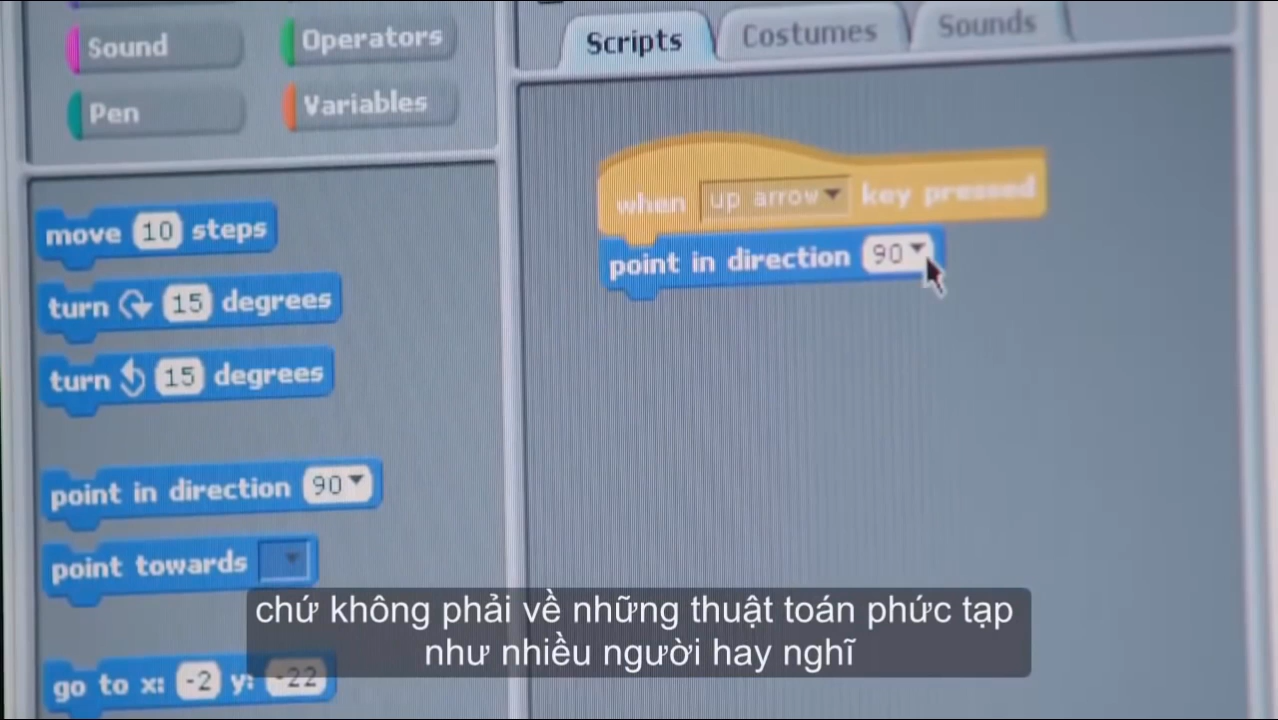 Sound
Operators
Pen
Variables
Scripts
Costumes
Sounds
when up arrow key pressed
point in direction 90
move 10 steps
turn 15 degrees
turn 15 degrees
point in direction 90
point towards
go to x: -2 y: -22
chứ không phải về những thuật toán phức tạp
như nhiều người hay nghĩ